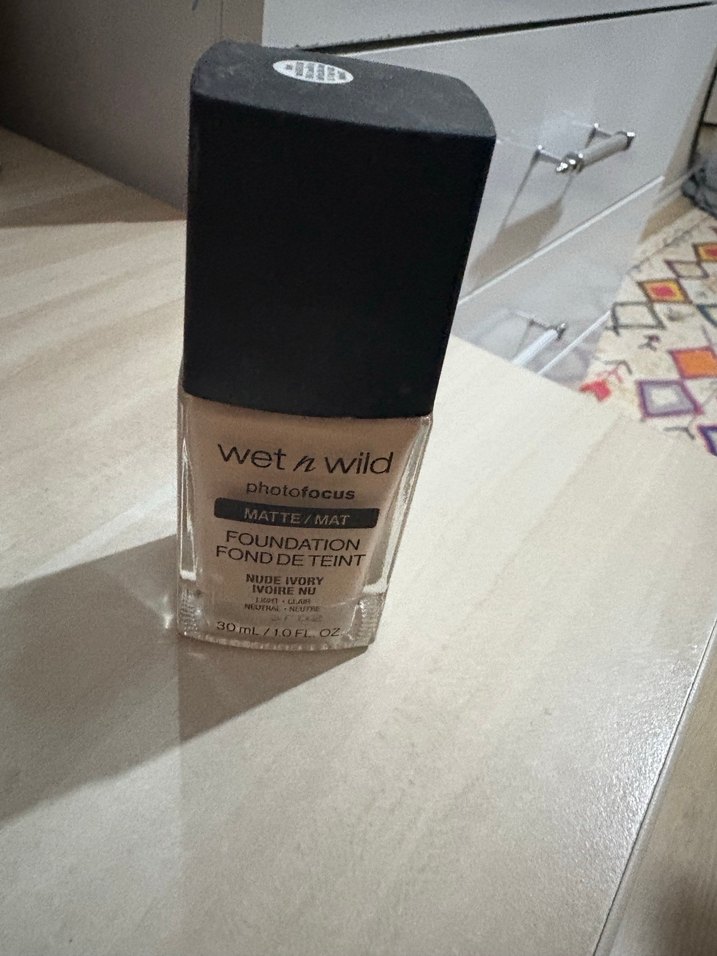 wet n wild
photofocus
MATTE / MAT
FOUNDATION
FOND DE TEINT
NUDE IVORY
IVOIRE NU
LIGHT • CLAIR
NEUTRAL • NEUTRE
30 mL / 1.0 FL. OZ.